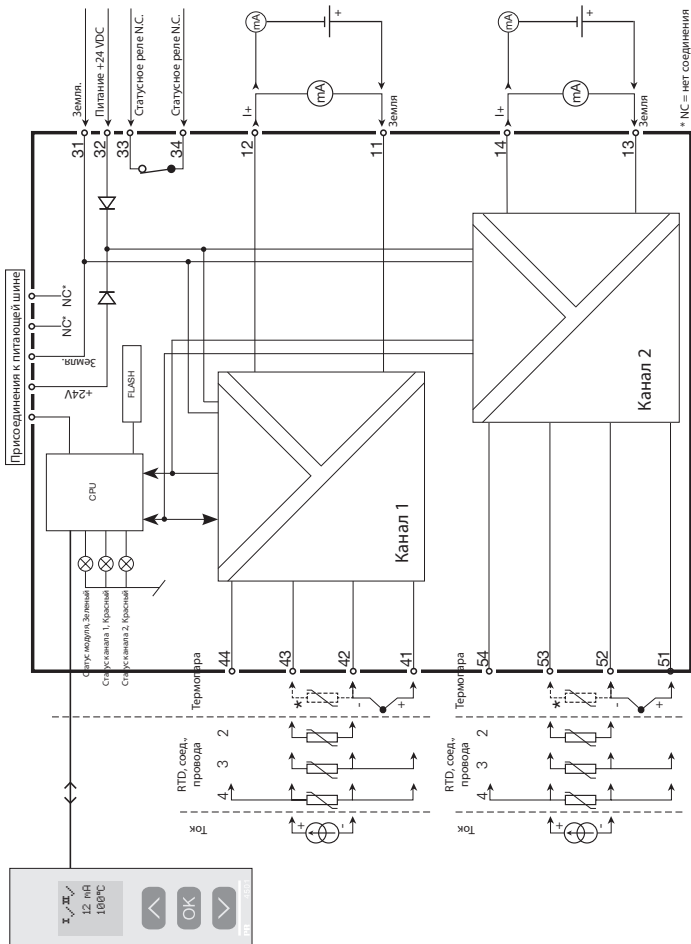 Присоединения к питающей шине
NC*
NC*
Земля.
+24V
FLASH
CPU
Земля.
Питание +24 VDC
Статусное реле N.C.
Статусное реле N.C.
31
32
33
34
12
11
14
13
I+
mA
mA
+
Земля
I+
mA
mA
+
Земля
* NC = нет соединения
Статус модуля, Зеленый
Статус канала 1, Красный
Статус канала 2, Красный
Канал 1
Канал 2
44
43
42
41
54
53
52
51
Термопара
*
-
+
RTD, соед.,
провода
2
3
4
Ток
+
-
Термопара
*
-
+
RTD, соед.,
провода
2
3
4
Ток
+
-
I II
12 mA
100°C
OK